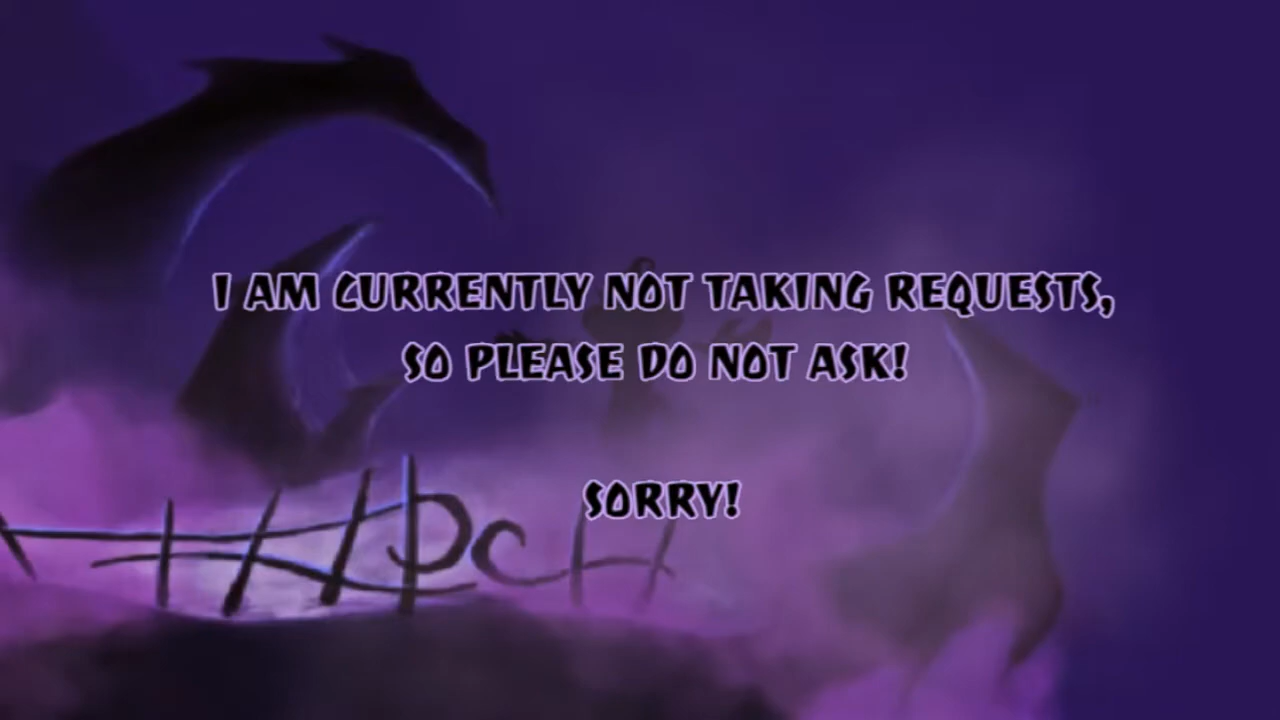 I AM CURRENTLY NOT TAKING REQUESTS,
SO PLEASE DO NOT ASK!
SORRY!